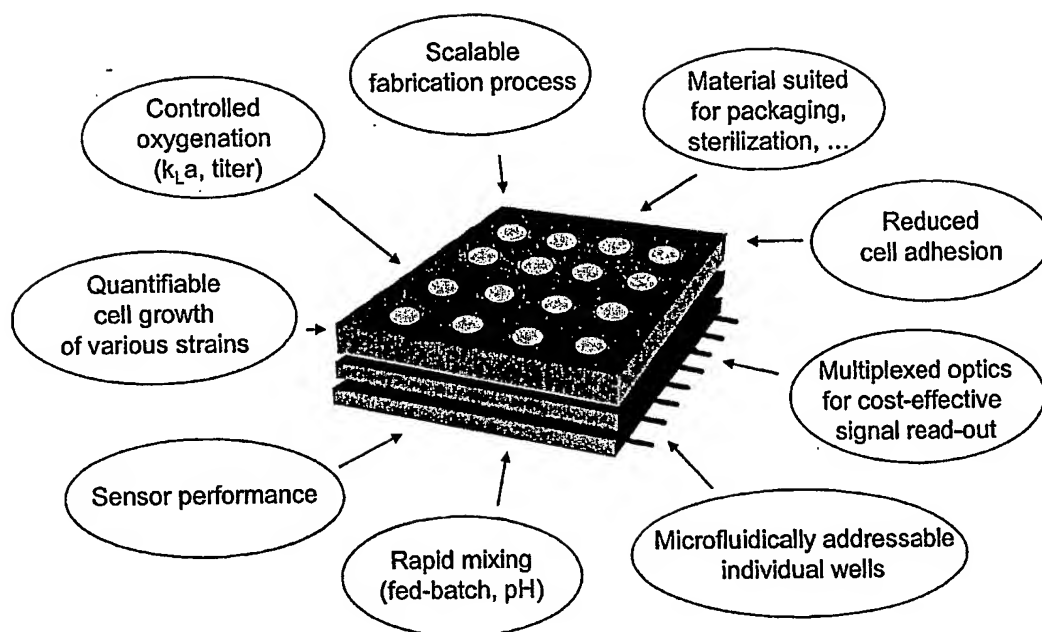 Scalable
fabrication process
Material suited
for packaging,
sterilization, ...
Controlled
oxygenation
(kLa, titer)
Reduced
cell adhesion
Quantifiable
cell growth
of various strains
Multiplexed optics
for cost-effective
signal read-out
Sensor performance
Rapid mixing
(fed-batch, pH)
Microfluidically addressable
individual wells